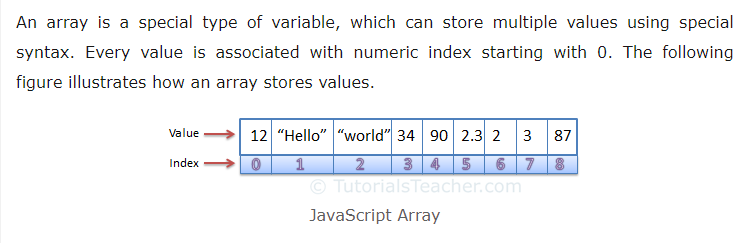 An array is a special type of variable, which can store multiple values using special
syntax. Every value is associated with numeric index starting with 0. The following
figure illustrates how an array stores values.
Value 12 “Hello” “world” 34 90 2.3 2 3 87
Index 0 1 2 3 4 5 6 7 8
© TutorialsTeacher.com
JavaScript Array